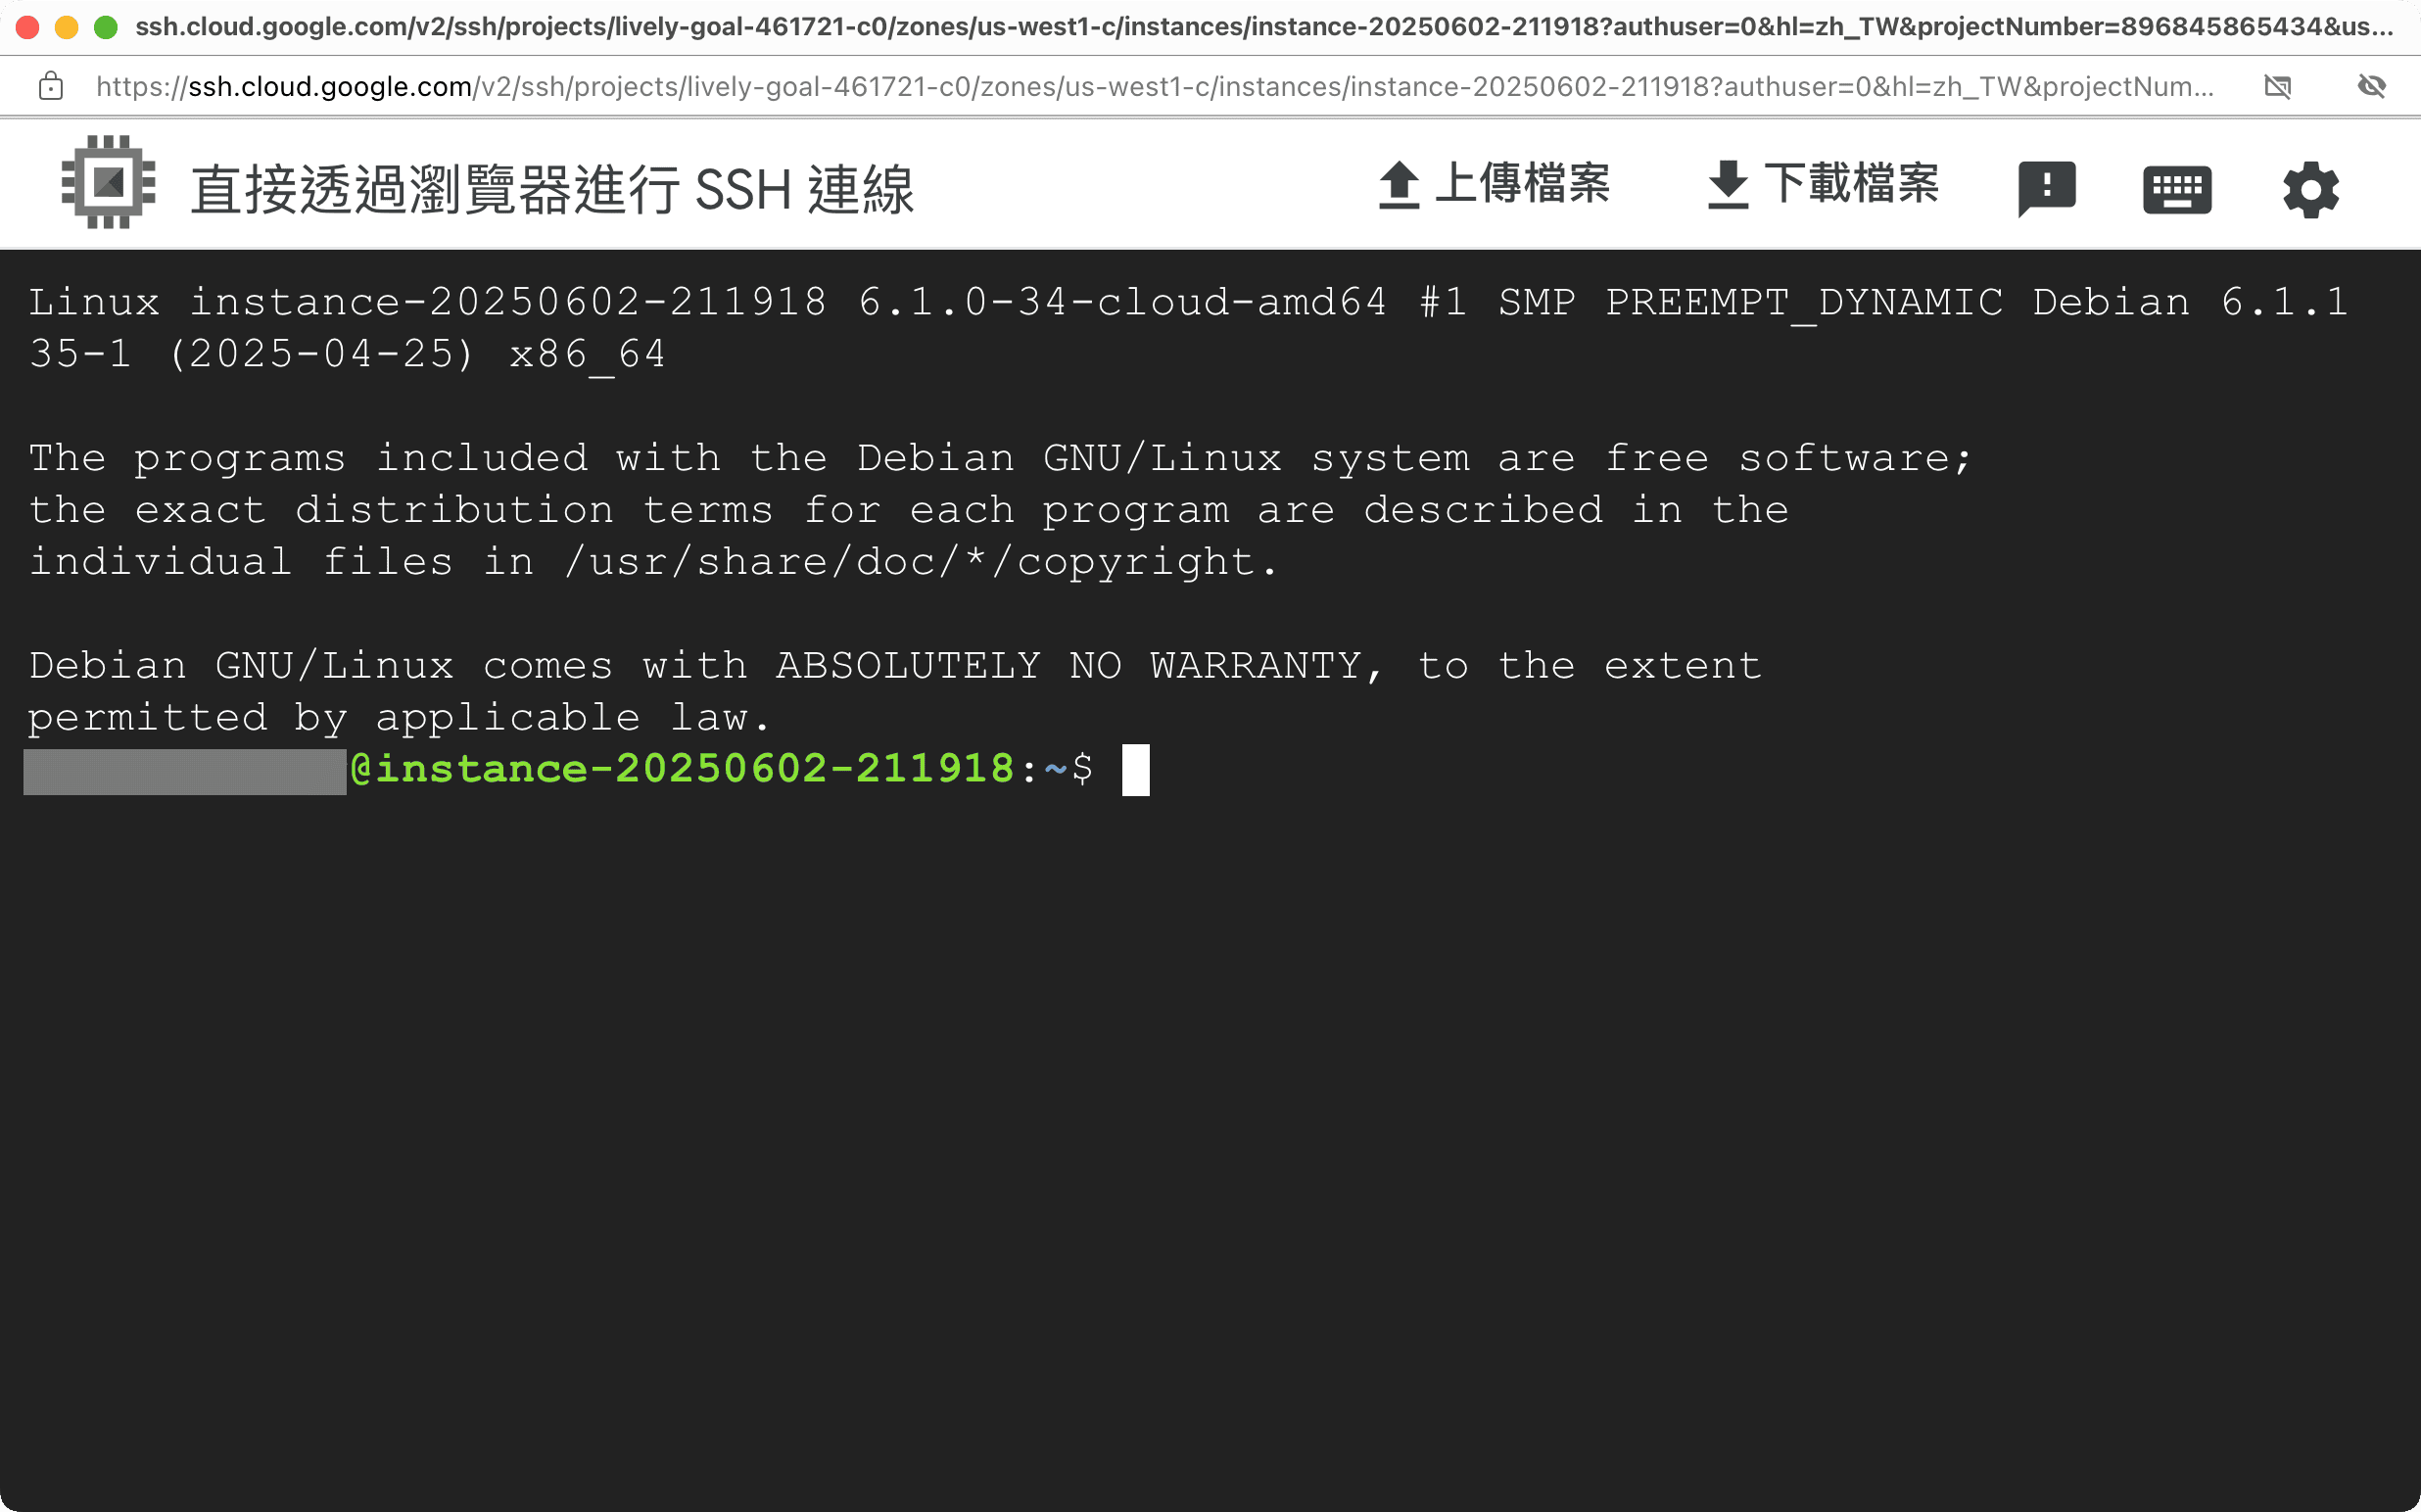 ssh.cloud.google.com/v2/ssh/projects/lively-goal-461721-c0/zones/us-west1-c/instances/instance-20250602-211918?authuser=0&hl=zh_TW&projectNumber=896845865434&us...
https://ssh.cloud.google.com/v2/ssh/projects/lively-goal-461721-c0/zones/us-west1-c/instances/instance-20250602-211918?authuser=0&hl=zh_TW&projectNum...
直接透過瀏覽器進行 SSH 連線 上傳檔案 下載檔案
Linux instance-20250602-211918 6.1.0-34-cloud-amd64 #1 SMP PREEMPT_DYNAMIC Debian 6.1.1
35-1 (2025-04-25) x86_64
The programs included with the Debian GNU/Linux system are free software;
the exact distribution terms for each program are described in the
individual files in /usr/share/doc/*/copyright.
Debian GNU/Linux comes with ABSOLUTELY NO WARRANTY, to the extent
permitted by applicable law.
@instance-20250602-211918:~$